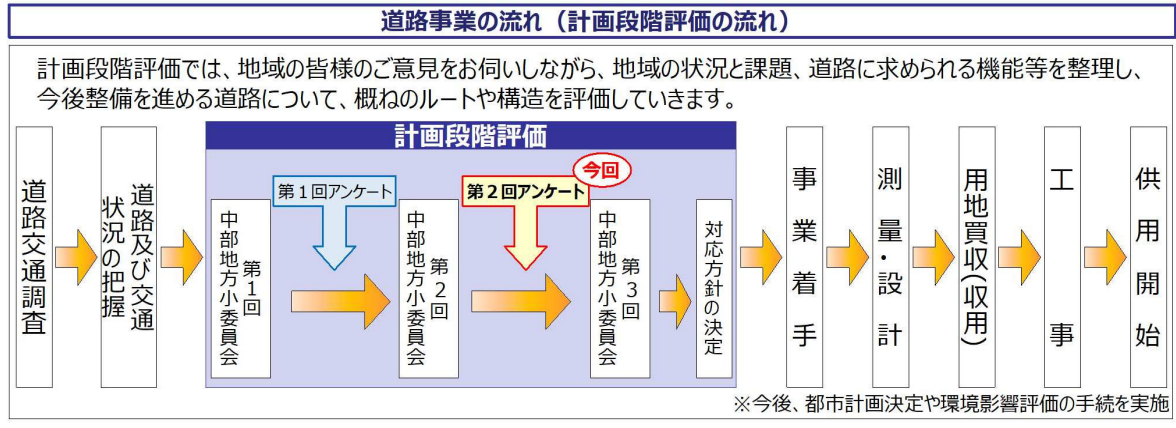 道路事業の流れ（計画段階評価の流れ）
計画段階評価では、地域の皆様のご意見をお伺いしながら、地域の状況と課題、道路に求められる機能等を整理し、
今後整備を進める道路について、概ねのルートや構造を評価していきます。
道路交通調査
道路及び交通
状況の把握
計画段階評価
第1回
中部地方小委員会
第１回アンケート
第2回
中部地方小委員会
今回
第２回アンケート
第3回
中部地方小委員会
対応方針の決定
事業着手
測量・設計
用地買収(収用)
工事
供用開始
※今後、都市計画決定や環境影響評価の手続を実施